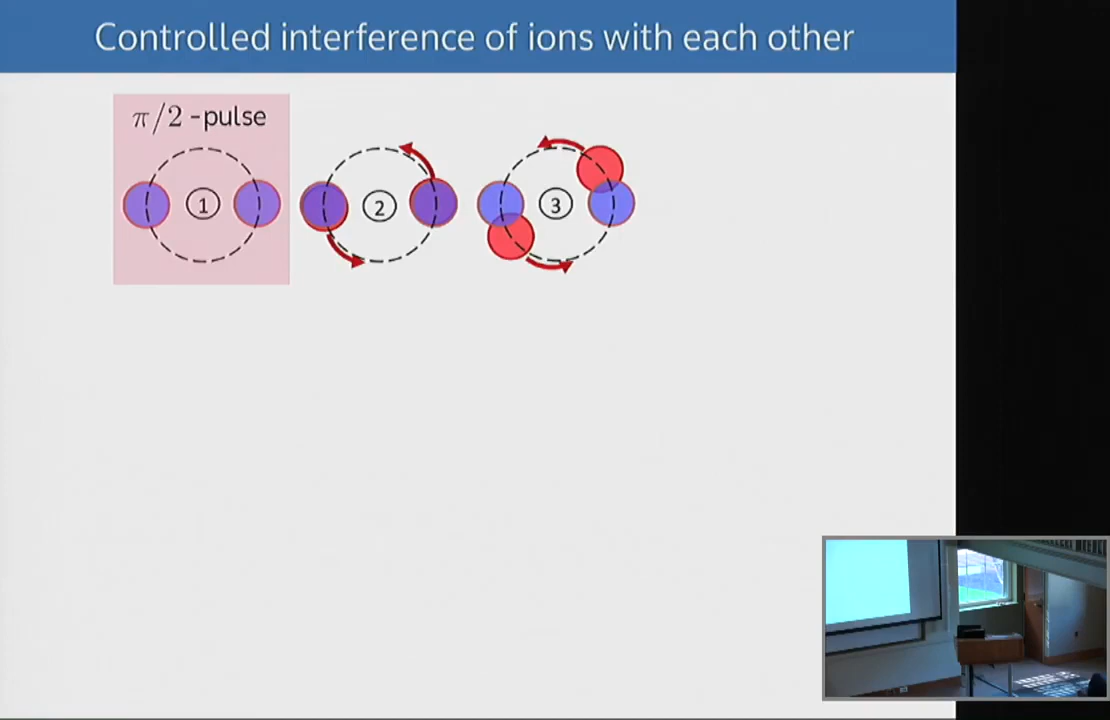 Controlled interference of ions with each other
π/2 -pulse
1
2
3